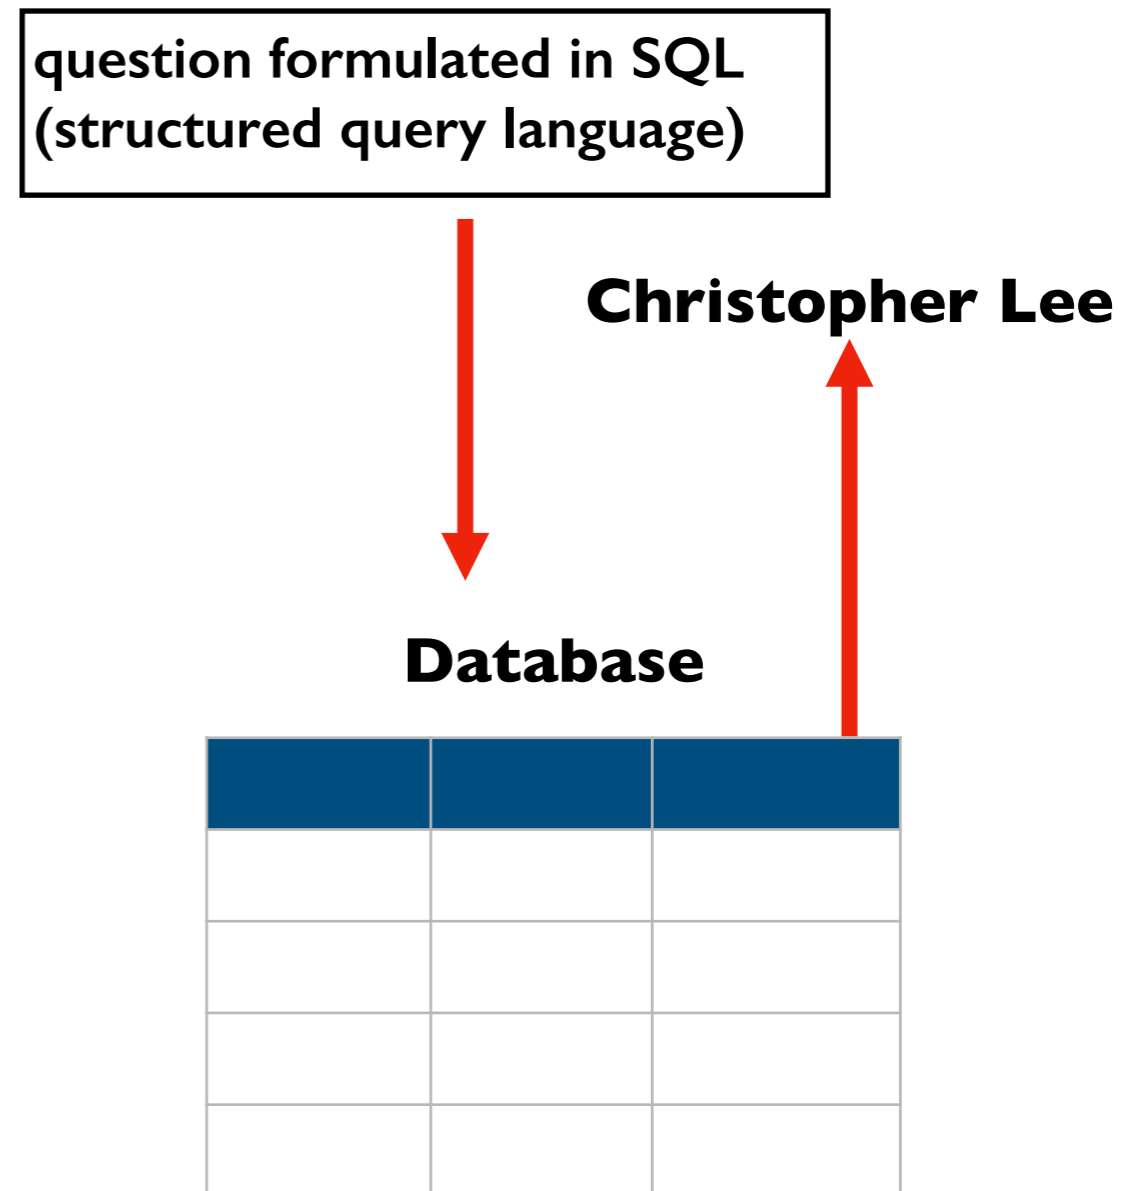 question formulated in SQL
(structured query language)
Christopher Lee
Database